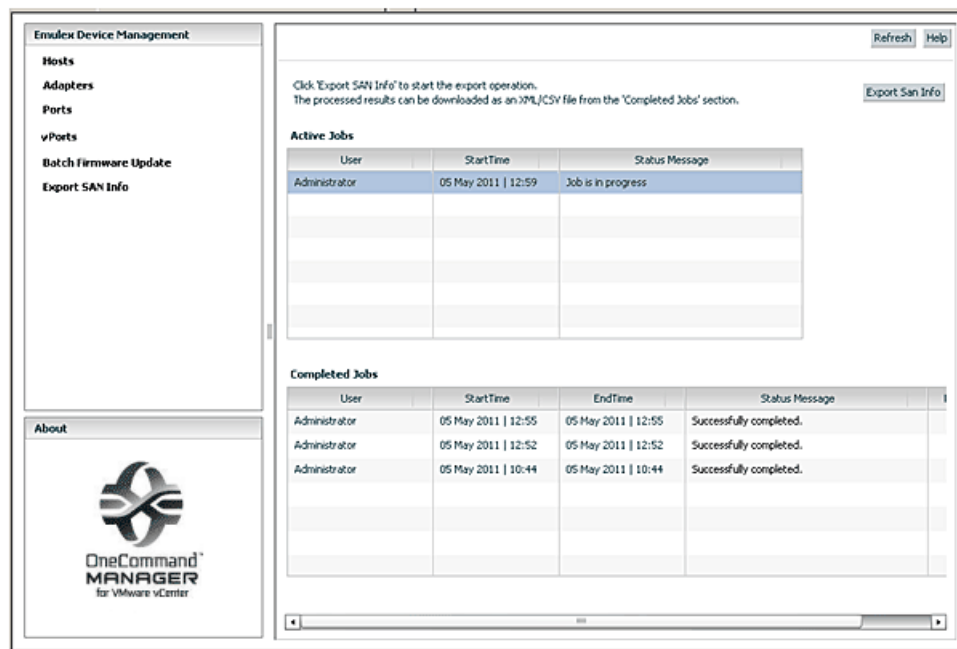 Emulex Device Management
Hosts
Adapters
Ports
vPorts
Batch Firmware Update
Export SAN Info
About
OneCommand™
MANAGER
for VMware vCenter
Refresh Help
Click 'Export SAN Info' to start the export operation.
The processed results can be downloaded as an XML/CSV file from the 'Completed Jobs' section.
Export San Info
Active Jobs
User StartTime Status Message
Administrator 05 May 2011 | 12:59 Job is in progress
Completed Jobs
User StartTime EndTime Status Message
Administrator 05 May 2011 | 12:55 05 May 2011 | 12:55 Successfully completed.
Administrator 05 May 2011 | 12:52 05 May 2011 | 12:52 Successfully completed.
Administrator 05 May 2011 | 10:44 05 May 2011 | 10:44 Successfully completed.